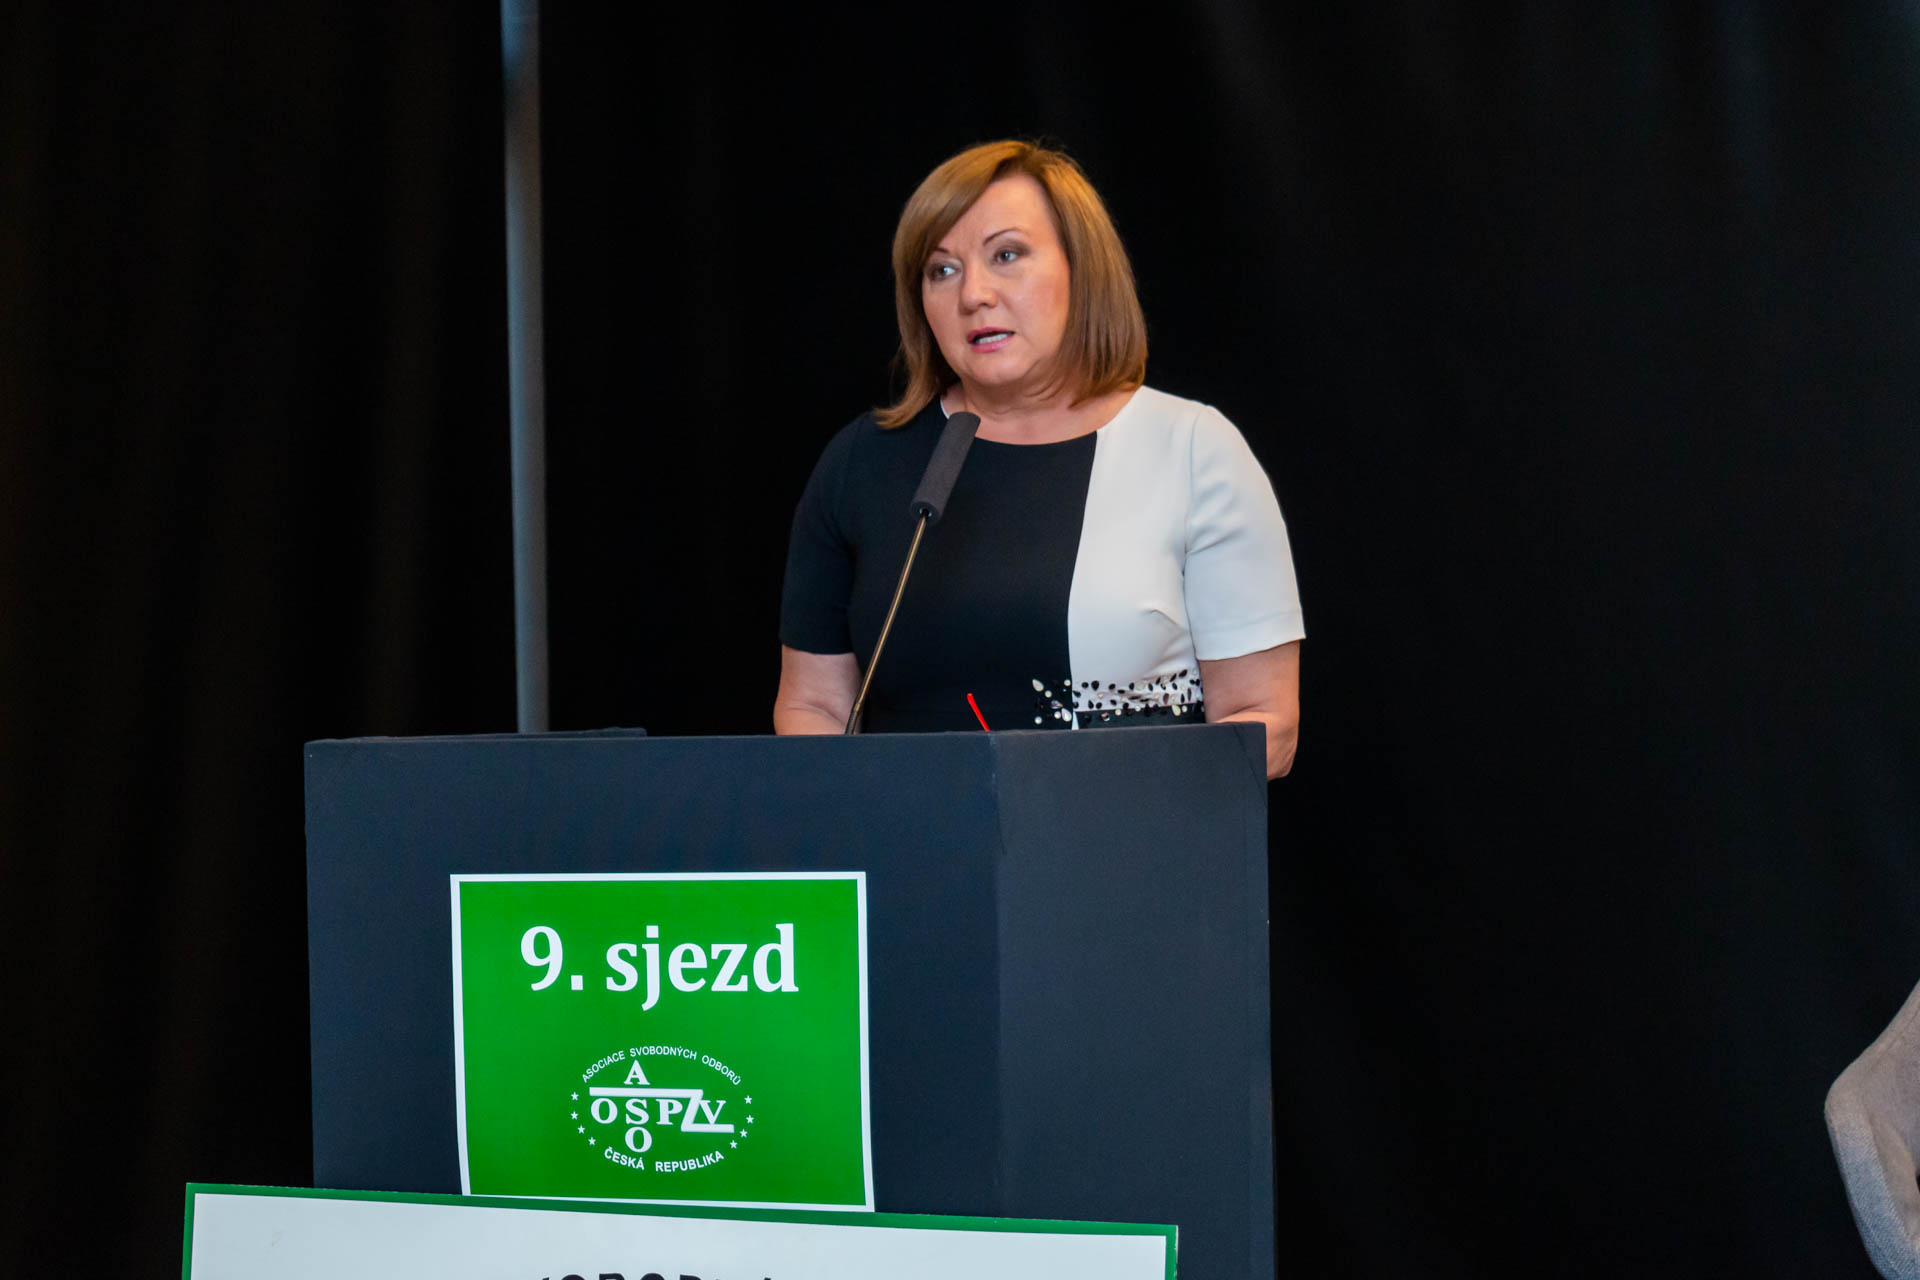 9. sjezd
ASOCIACE SVOBODNÝCH ODBORŮ
A
OSPZV
S
O
ČESKÁ REPUBLIKA